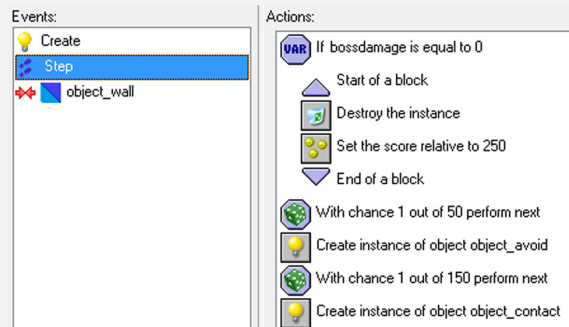 Events:
Create
Step
object_wall
Actions:
VAR If bossdamage is equal to 0
Start of a block
Destroy the instance
Set the score relative to 250
End of a block
With chance 1 out of 50 perform next
Create instance of object object_avoid
With chance 1 out of 150 perform next
Create instance of object object_contact